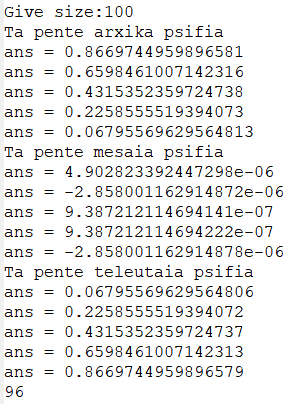 Give size:100
Ta pente arxika psifia
ans = 0.8669744959896581
ans = 0.6598461007142316
ans = 0.4315352359724738
ans = 0.2258555519394073
ans = 0.06795569629564813
Ta pente mesaia psifia
ans = 4.902823392447298e-06
ans = -2.858001162914872e-06
ans = 9.387212114694141e-07
ans = 9.387212114694222e-07
ans = -2.858001162914878e-06
Ta pente teleutaia psifia
ans = 0.06795569629564806
ans = 0.2258555519394072
ans = 0.4315352359724737
ans = 0.6598461007142313
ans = 0.8669744959896579
96